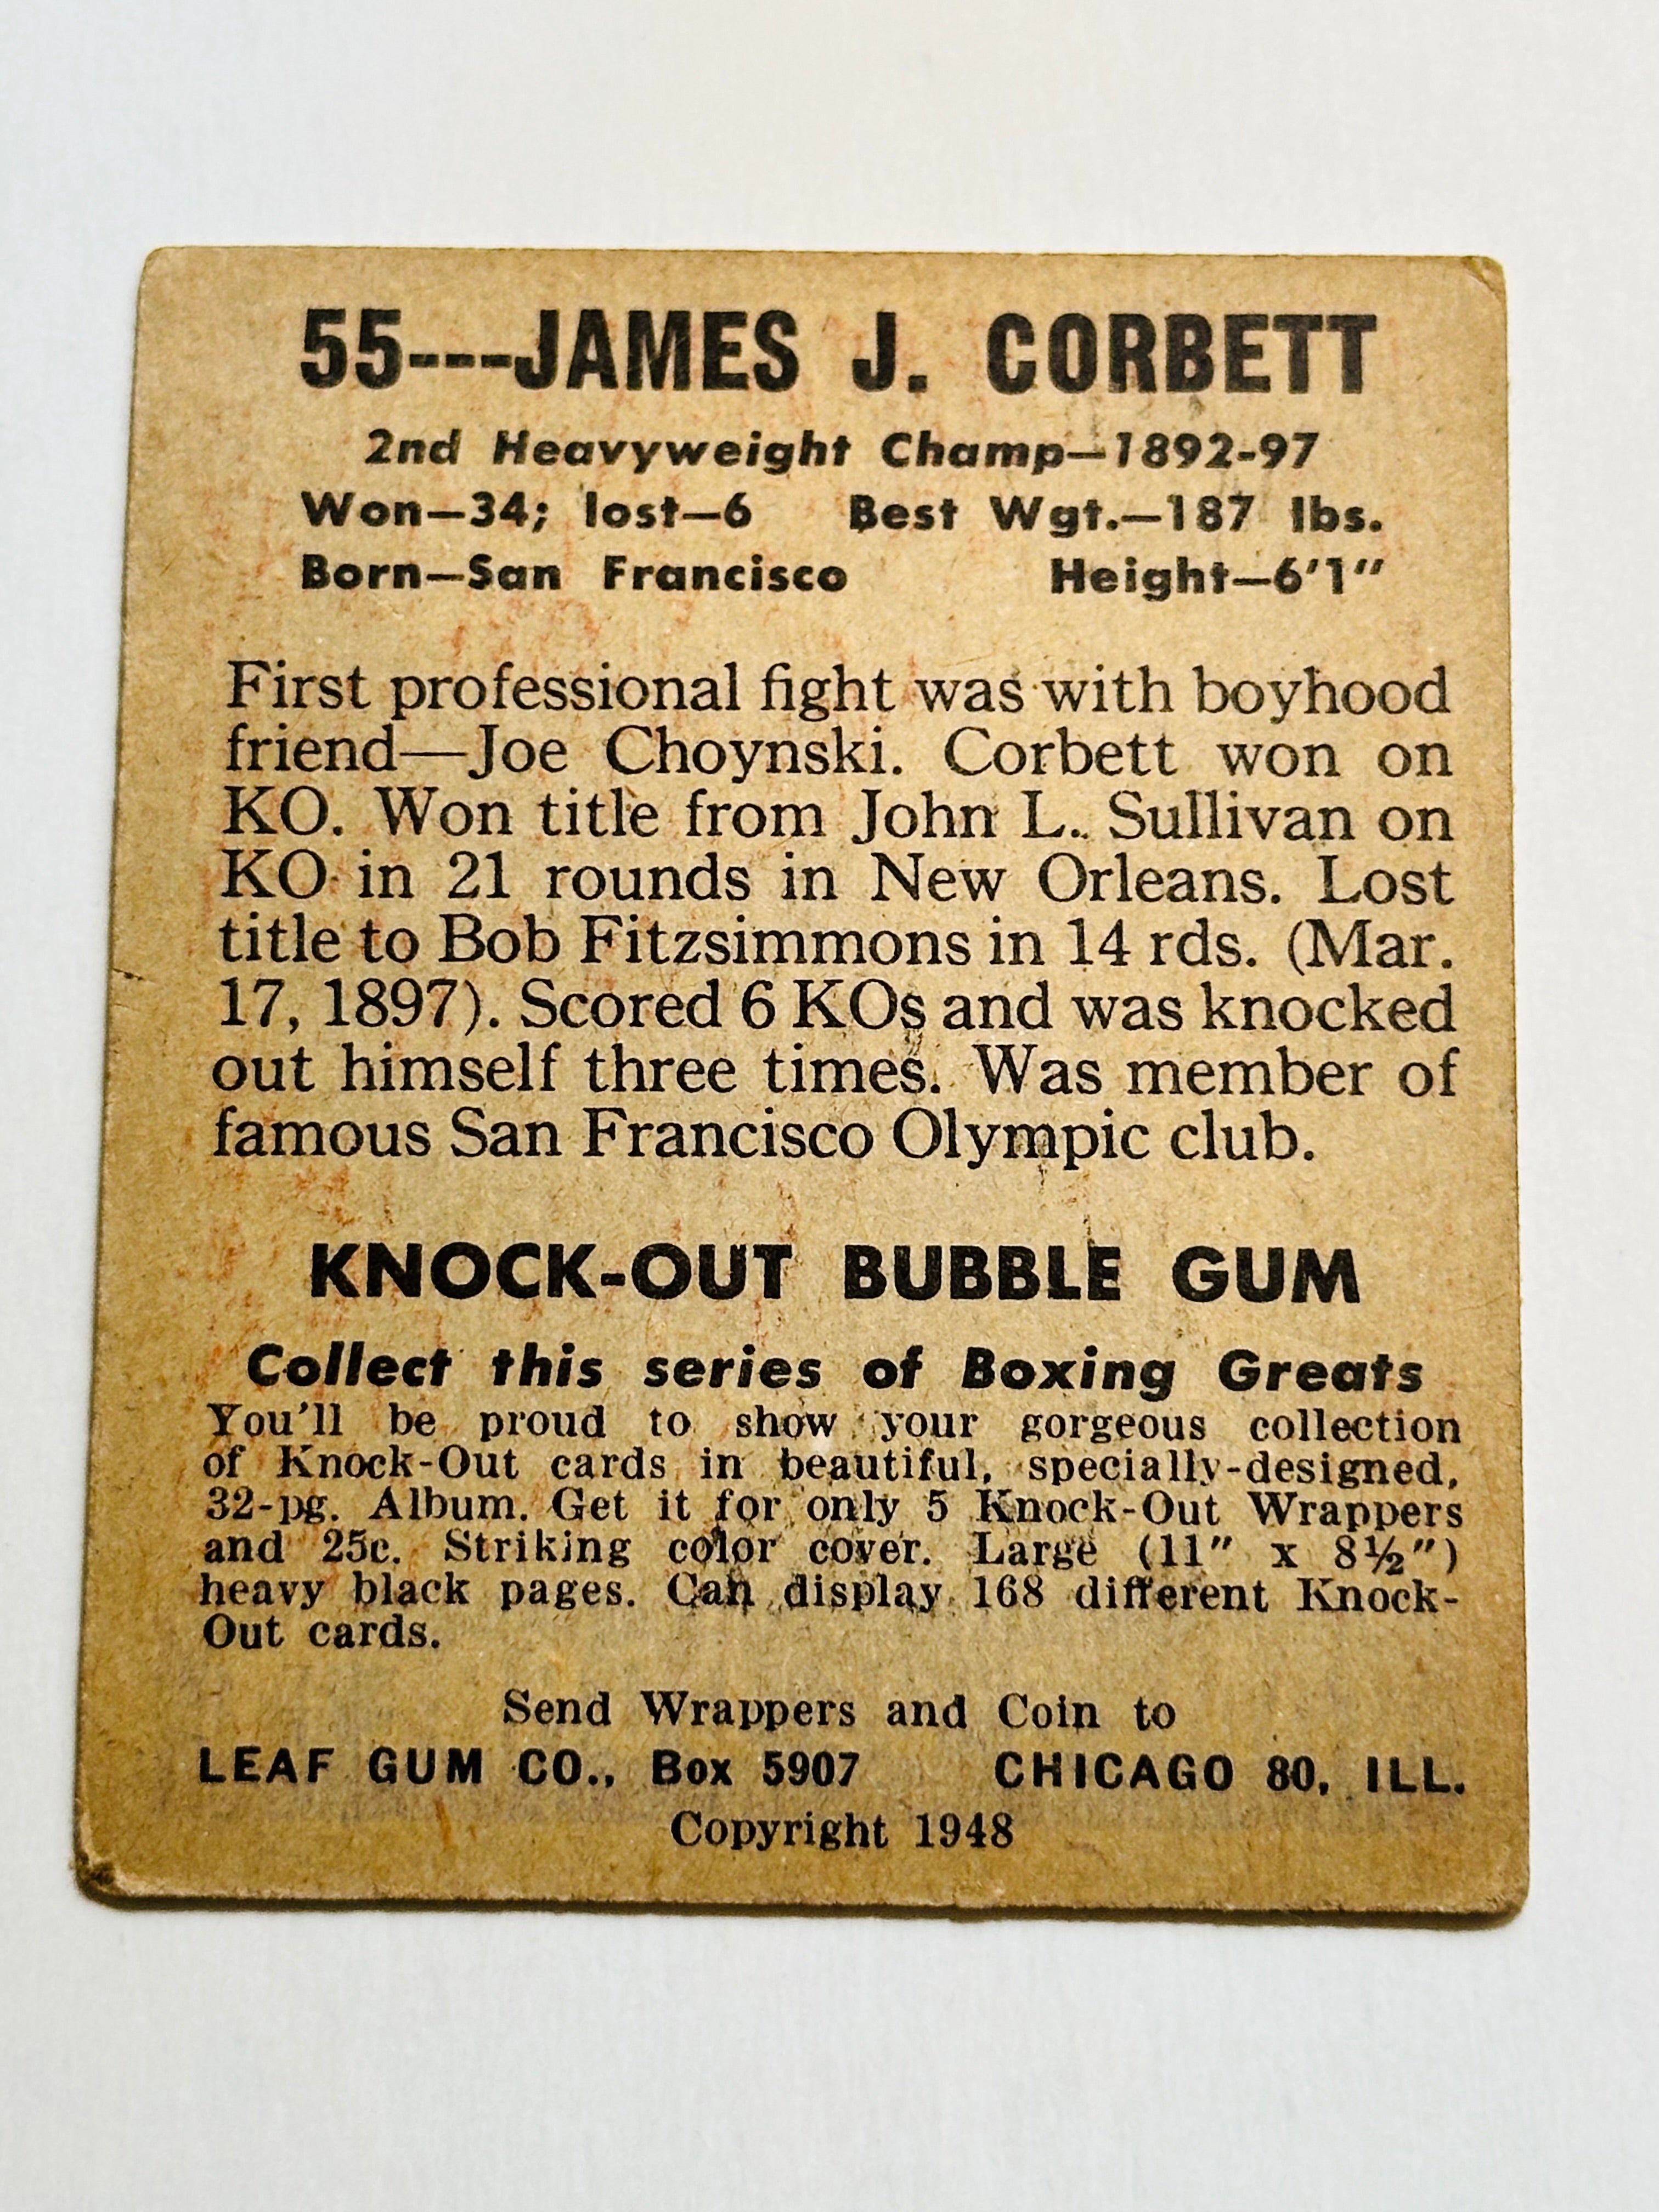 55---JAMES J. CORBETT
2nd Heavyweight Champ—1892-97
Won—34; lost—6 Best Wgt.—187 lbs.
Born—San Francisco Height—6'1"
First professional fight was with boyhood
friend—Joe Choynski. Corbett won on
KO. Won title from John L. Sullivan on
KO in 21 rounds in New Orleans. Lost
title to Bob Fitzsimmons in 14 rds. (Mar.
17, 1897). Scored 6 KOs and was knocked
out himself three times. Was member of
famous San Francisco Olympic club.
KNOCK-OUT BUBBLE GUM
Collect this series of Boxing Greats
You'll be proud to show your gorgeous collection
of Knock-Out cards in beautiful, specially-designed,
32-pg. Album. Get it for only 5 Knock-Out Wrappers
and 25c. Striking color cover. Large (11" x 8½")
heavy black pages. Can display 168 different Knock-
Out cards.
Send Wrappers and Coin to
LEAF GUM CO., Box 5907 CHICAGO 80, ILL.
Copyright 1948